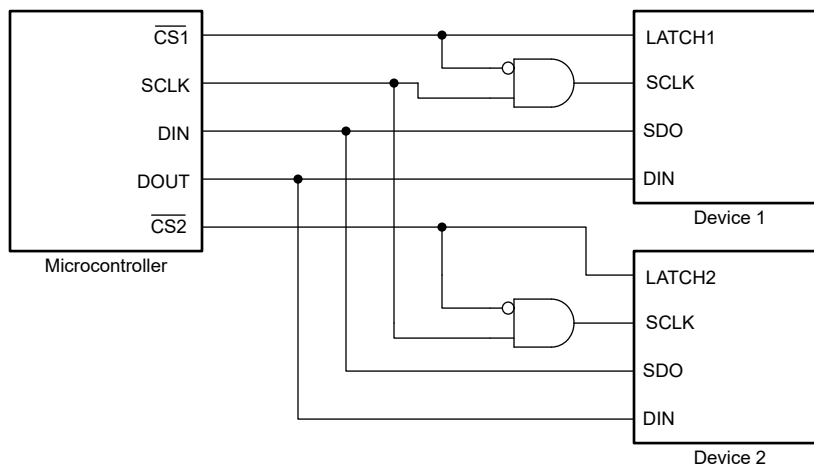 CS1
SCLK
DIN
DOUT
CS2
Microcontroller
LATCH1
SCLK
SDO
DIN
Device 1
LATCH2
SCLK
SDO
DIN
Device 2